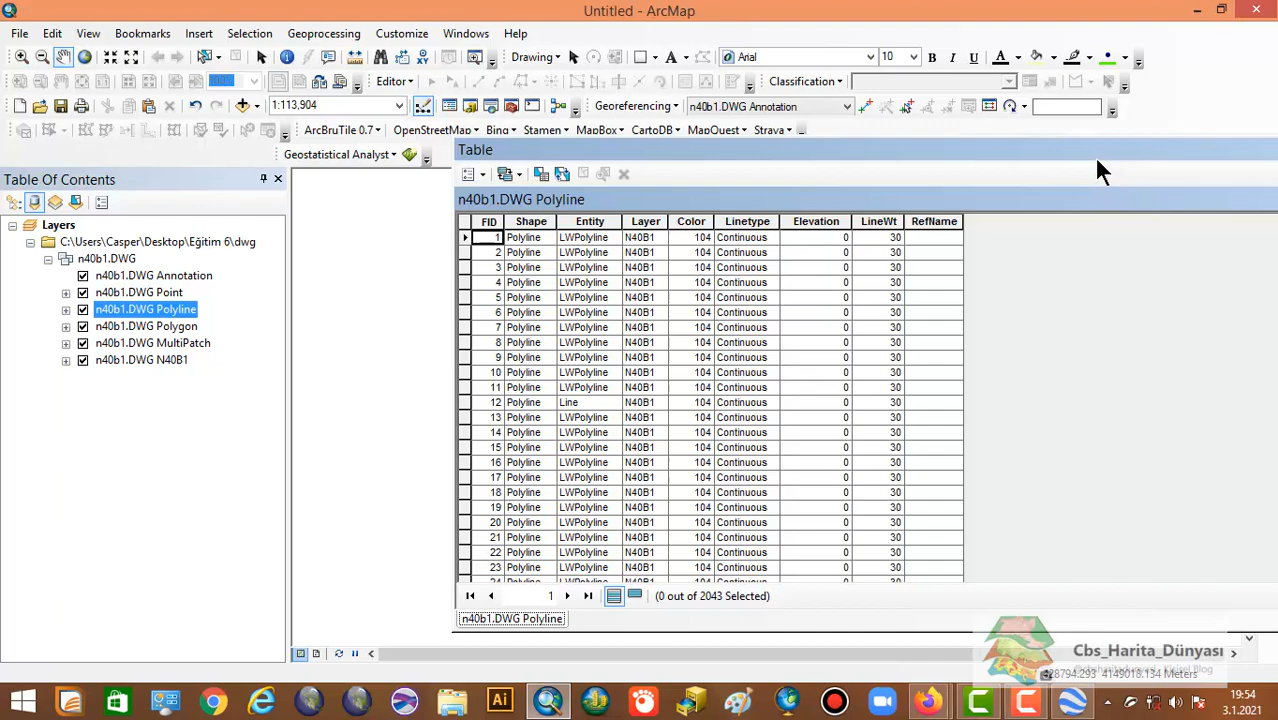 Untitled - ArcMap
File Edit View Bookmarks Insert Selection Geoprocessing Customize Windows Help
Drawing Arial 10 B I U A
100% Editor Classification
1:113,904 Georeferencing n40b1.DWG Annotation
ArcBruTile 0.7 OpenStreetMap Bing Stamen MapBox CartoDB MapQuest Strava
Geostatistical Analyst
Table Of Contents
Layers
C:\Users\Casper\Desktop\Eğitim 6\dwg
n40b1.DWG
n40b1.DWG Annotation
n40b1.DWG Point
n40b1.DWG Polyline
n40b1.DWG Polygon
n40b1.DWG MultiPatch
n40b1.DWG N40B1
Table
n40b1.DWG Polyline
FID Shape Entity Layer Color Linetype Elevation LineWt RefName
1 Polyline LWPolyline N40B1 104 Continuous 0 30
2 Polyline LWPolyline N40B1 104 Continuous 0 30
3 Polyline LWPolyline N40B1 104 Continuous 0 30
4 Polyline LWPolyline N40B1 104 Continuous 0 30
5 Polyline LWPolyline N40B1 104 Continuous 0 30
6 Polyline LWPolyline N40B1 104 Continuous 0 30
7 Polyline LWPolyline N40B1 104 Continuous 0 30
8 Polyline LWPolyline N40B1 104 Continuous 0 30
9 Polyline LWPolyline N40B1 104 Continuous 0 30
10 Polyline LWPolyline N40B1 104 Continuous 0 30
11 Polyline LWPolyline N40B1 104 Continuous 0 30
12 Polyline Line N40B1 104 Continuous 0 30
13 Polyline LWPolyline N40B1 104 Continuous 0 30
14 Polyline LWPolyline N40B1 104 Continuous 0 30
15 Polyline LWPolyline N40B1 104 Continuous 0 30
16 Polyline LWPolyline N40B1 104 Continuous 0 30
17 Polyline LWPolyline N40B1 104 Continuous 0 30
18 Polyline LWPolyline N40B1 104 Continuous 0 30
19 Polyline LWPolyline N40B1 104 Continuous 0 30
20 Polyline LWPolyline N40B1 104 Continuous 0 30
21 Polyline LWPolyline N40B1 104 Continuous 0 30
22 Polyline LWPolyline N40B1 104 Continuous 0 30
23 Polyline LWPolyline N40B1 104 Continuous 0 30
24 Polyline LWPolyline N40B1 104 Continuous 0 30
1 (0 out of 2043 Selected)
n40b1.DWG Polyline
Cbs_Harita_Dünyası
Kişisel Blog
4149018.134 Meters
Ai
19:54
3.1.2021